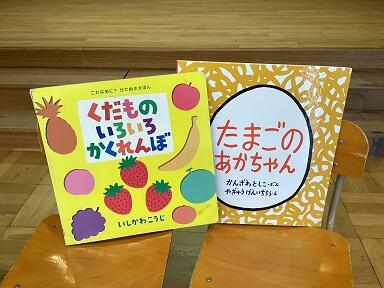 これなあに? かたぬきえほん
くだもの
いろいろ
かくれんぼ
いしかわこうじ
たまごの
あかちゃん
かんざわとしこ・ぶん
やぎゅうげんいちろう・え